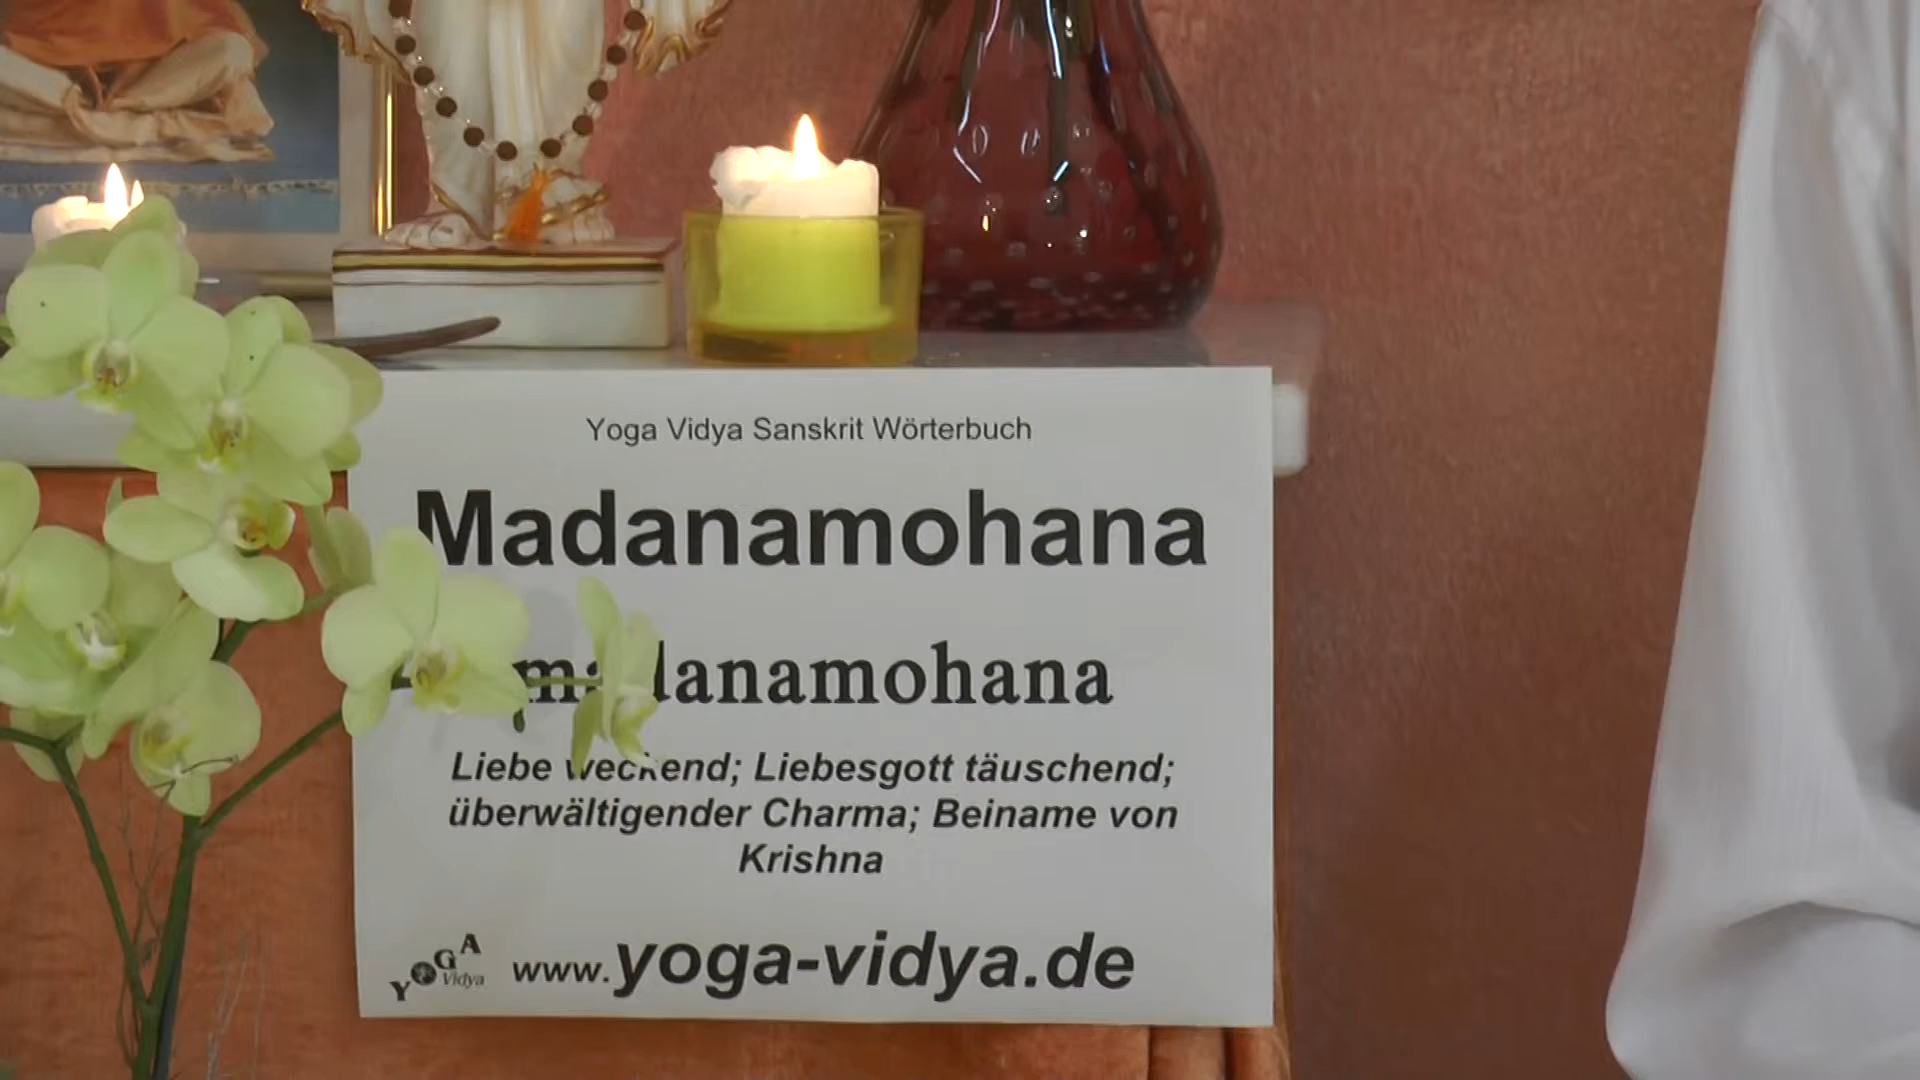 Yoga Vidya Sanskrit Wörterbuch
Madanamohana
madanamohana
Liebe weckend; Liebesgott täuschend;
überwältigender Charma; Beiname von
Krishna
YOGA
Vidya
www.yoga-vidya.de